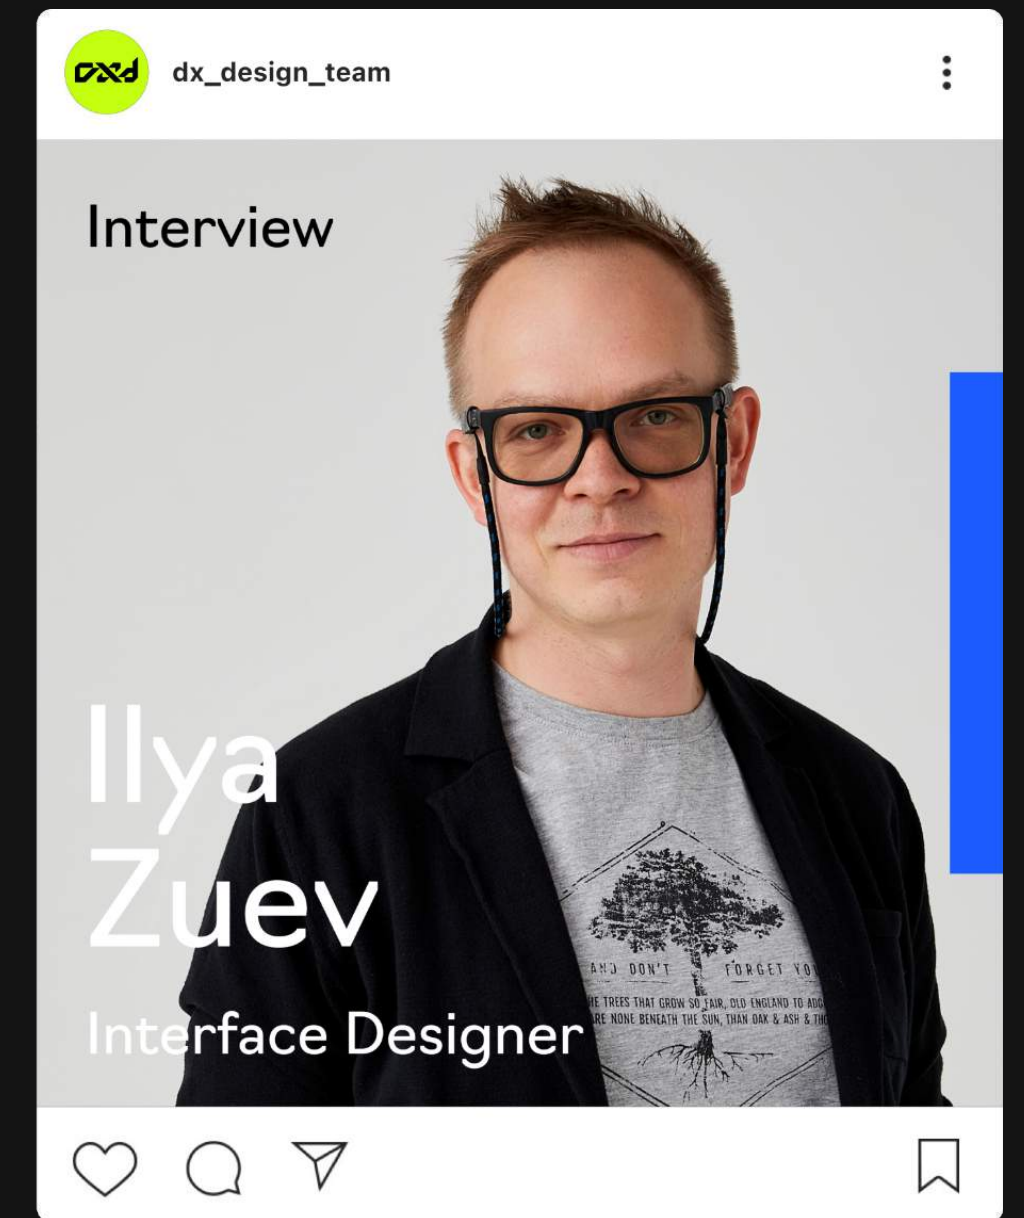 dxd
dx_design_team
Interview
Ilya
Zuev
Interface Designer
AND DON'T FORGET
THE TREES THAT GROW SO FAIR, OLD ENGLAND TO
ARE NONE BENEATH THE SUN, THAN OAK & ASH &